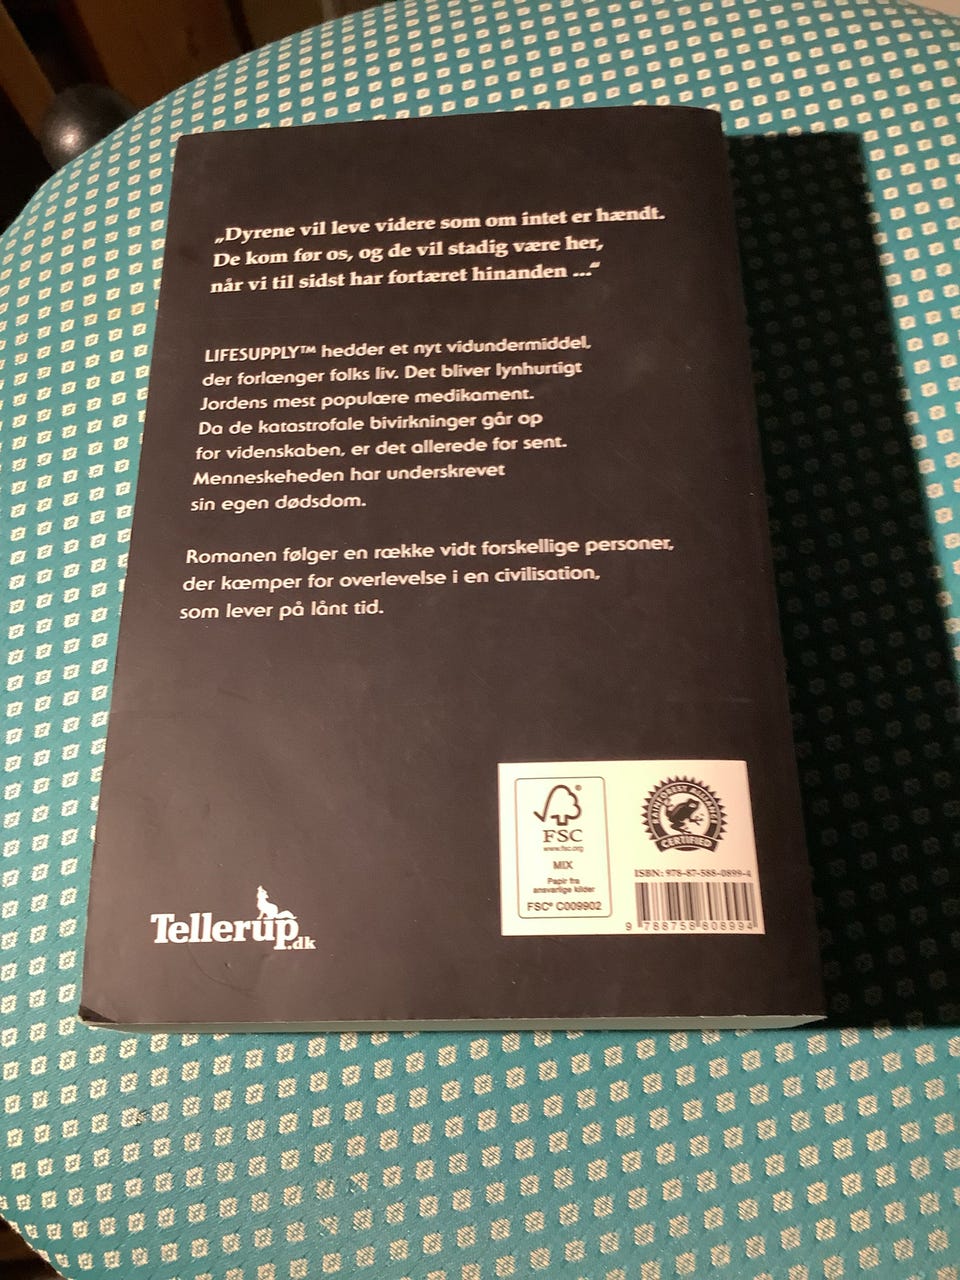 „Dyrene vil leve videre som om intet er hændt.
De kom før os, og de vil stadig være her,
når vi til sidst har fortæret hinanden ...“
LIFESUPPLY™ hedder et nyt vidundermiddel,
der forlænger folks liv. Det bliver lynhurtigt
Jordens mest populære medikament.
Da de katastrofale bivirkninger går op
for videnskaben, er det allerede for sent.
Menneskeheden har underskrevet
sin egen dødsdom.
Romanen følger en række vidt forskellige personer,
der kæmper for overlevelse i en civilisation,
som lever på lånt tid.
Tellerup.dk
®
FSC
www.fsc.org
MIX
Papir fra
ansvarlige kilder
FSC® C009902
RAINFOREST ALLIANCE
CERTIFIED
ISBN: 978-87-588-0899-4
9 788758 808994